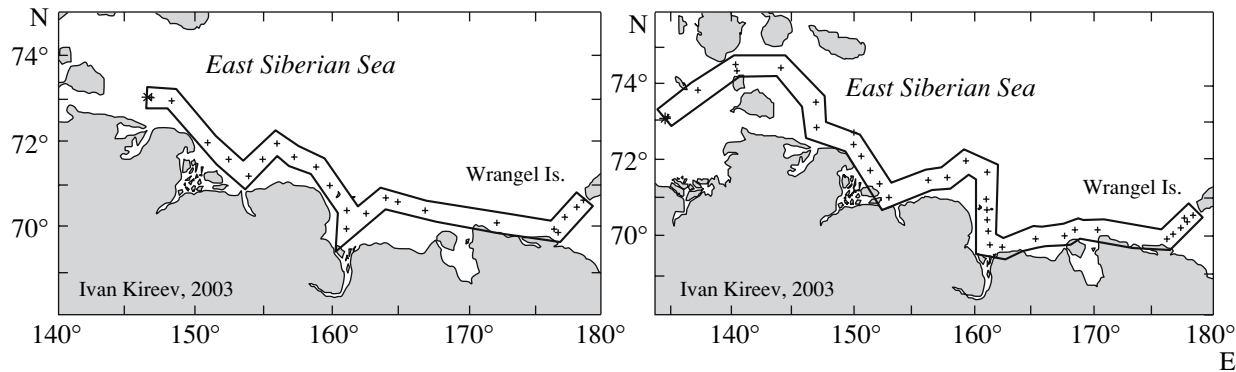 N
74°
72°
70°
East Siberian Sea
Wrangel Is.
Ivan Kireev, 2003
140° 150° 160° 170° 180°
N
74°
72°
70°
East Siberian Sea
Wrangel Is.
Ivan Kireev, 2003
140° 150° 160° 170° 180°
E